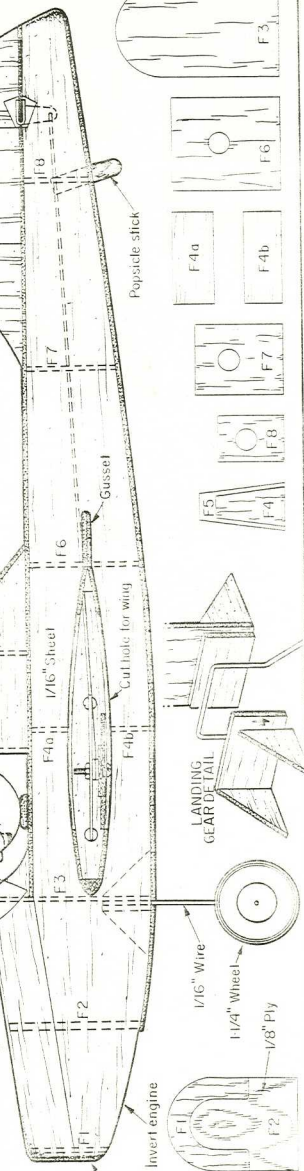 F1
F2
F3
F4a
F4b
F6
F7
F8
1/16" Sheet
Cut hole for wing
Gusset
Popsicle stick
Invert engine
1/16" Wire
1-1/4" Wheel
LANDING
GEAR DETAIL
F1
F2
1/8" Ply
F5
F4
F8
F7
F4a
F4b
F6
F3